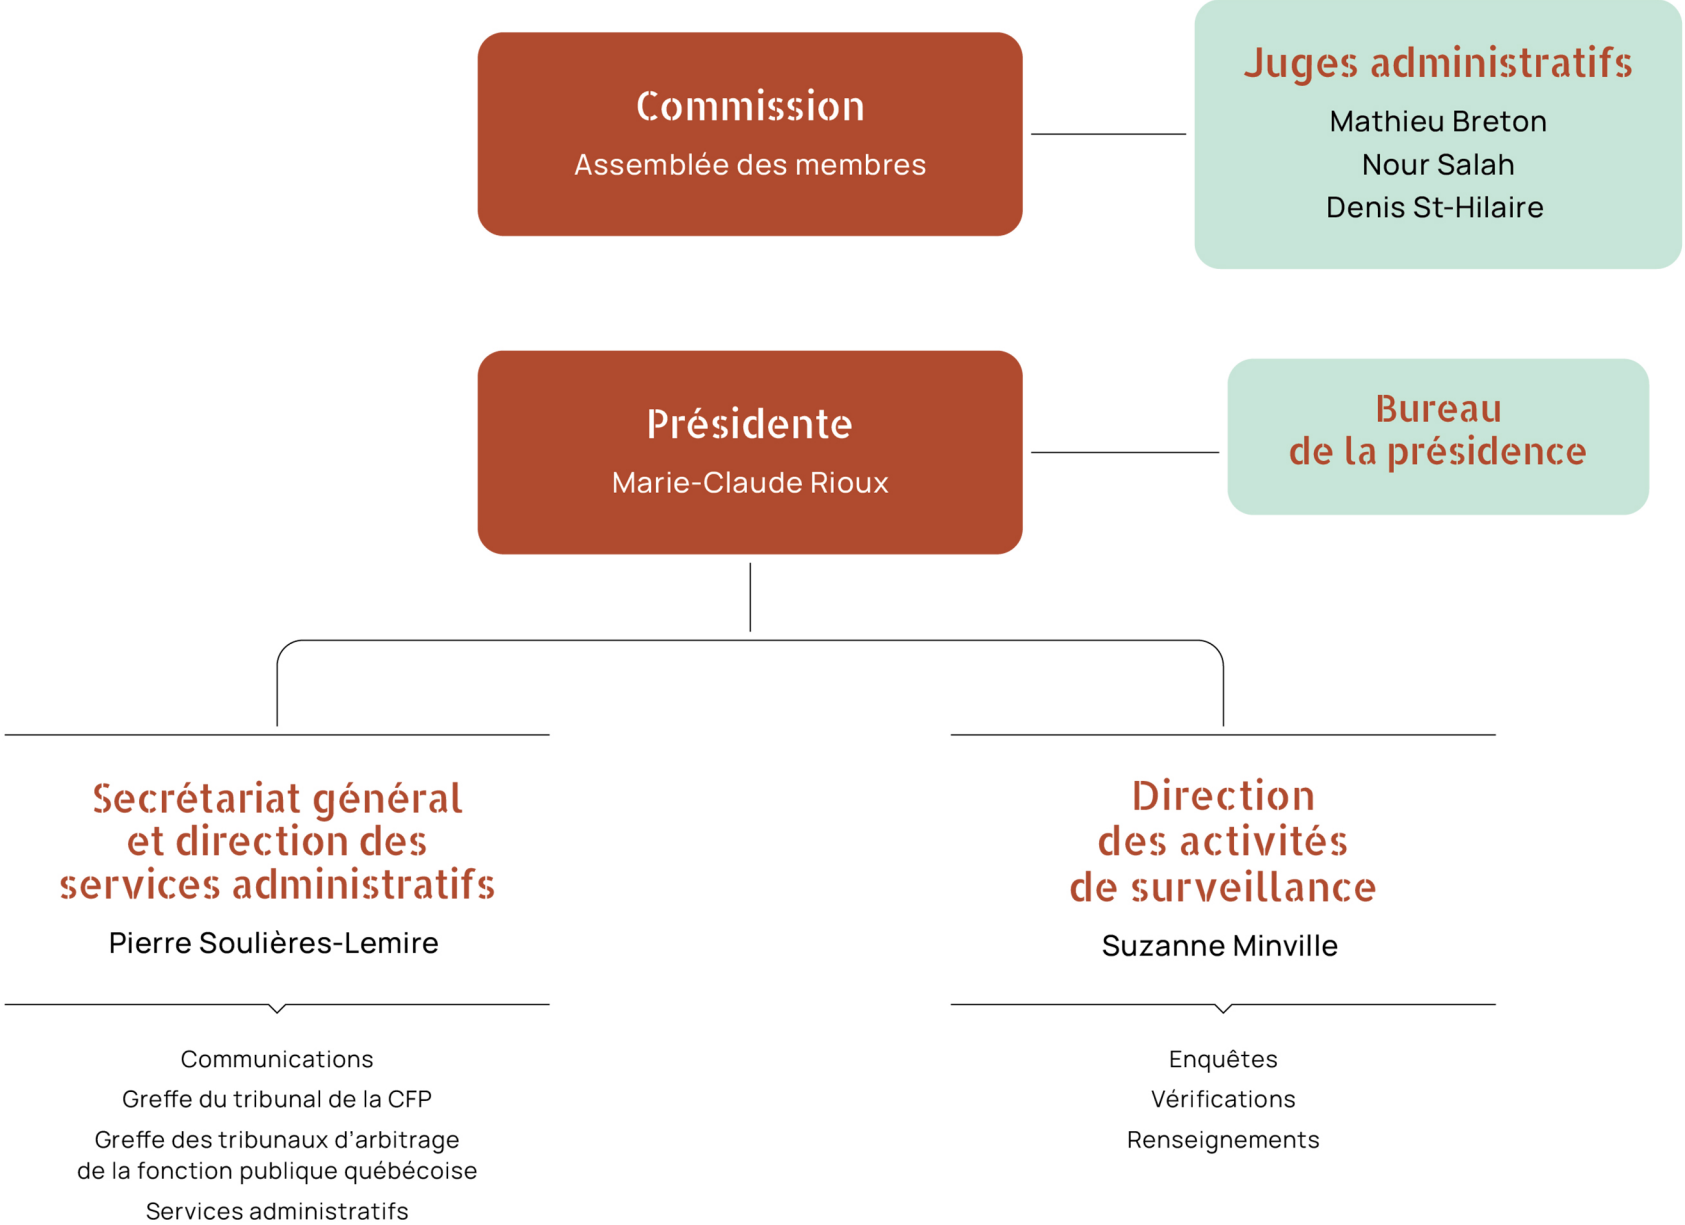 Commission
Assemblée des membres
Juges administratifs
Mathieu Breton
Nour Salah
Denis St-Hilaire
Présidente
Marie-Claude Rioux
Bureau
de la présidence
Secrétariat général
et direction des
services administratifs
Pierre Soulières-Lemire
Communications
Greffe du tribunal de la CFP
Greffe des tribunaux d’arbitrage
de la fonction publique québécoise
Services administratifs
Direction
des activités
de surveillance
Suzanne Minville
Enquêtes
Vérifications
Renseignements